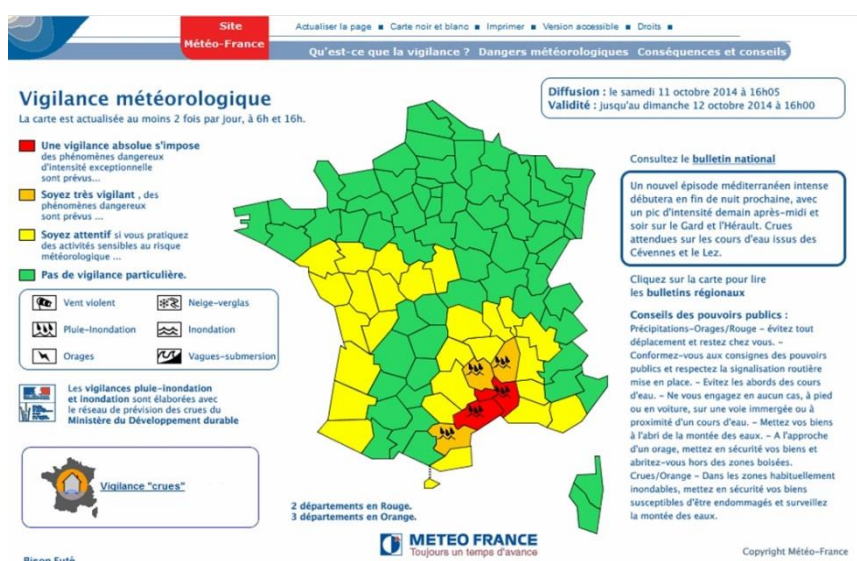 Site
Météo-France
Actualiser la page ■ Carte noir et blanc ■ Imprimer ■ Version accessible ■ Droits ■
Qu'est-ce que la vigilance ? Dangers météorologiques Conséquences et conseils
Vigilance météorologique
La carte est actualisée au moins 2 fois par jour, à 6h et 16h.
Diffusion : le samedi 11 octobre 2014 à 16h05
Validité : jusqu'au dimanche 12 octobre 2014 à 16h00
Une vigilance absolue s'impose
des phénomènes dangereux
d'intensité exceptionnelle
sont prévus...
Soyez très vigilant , des
phénomènes dangereux
sont prévus ...
Soyez attentif si vous pratiquez
des activités sensibles au risque
météorologique ...
Pas de vigilance particulière.
Vent violent
Neige-verglas
Pluie-Inondation
Inondation
Orages
Vagues-submersion
Les vigilances pluie-inondation
et inondation sont élaborées avec
le réseau de prévision des crues du
Ministère du Développement durable
Vigilance "crues"
2 départements en Rouge.
3 départements en Orange.
METEO FRANCE
Toujours un temps d'avance
Consultez le bulletin national
Un nouvel épisode méditerranéen intense
débutera en fin de nuit prochaine, avec
un pic d'intensité demain après-midi et
soir sur le Gard et l'Hérault. Crues
attendues sur les cours d'eau issus des
Cévennes et le Lez.
Cliquez sur la carte pour lire
les bulletins régionaux
Conseils des pouvoirs publics :
Précipitations-Orages/Rouge – évitez tout
déplacement et restez chez vous. –
Conformez-vous aux consignes des pouvoirs
publics et respectez la signalisation routière
mise en place. – Evitez les abords des cours
d'eau. – Ne vous engagez en aucun cas, à pied
ou en voiture, sur une voie immergée ou à
proximité d'un cours d'eau. – Mettez vos biens
à l'abri de la montée des eaux. – A l'approche
d'un orage, mettez en sécurité vos biens et
abritez-vous hors des zones boisées.
Crues/Orange – Dans les zones habituellement
inondables, mettez en sécurité vos biens
susceptibles d'être endommagés et surveillez
la montée des eaux.
Copyright Météo-France
Bison Futé